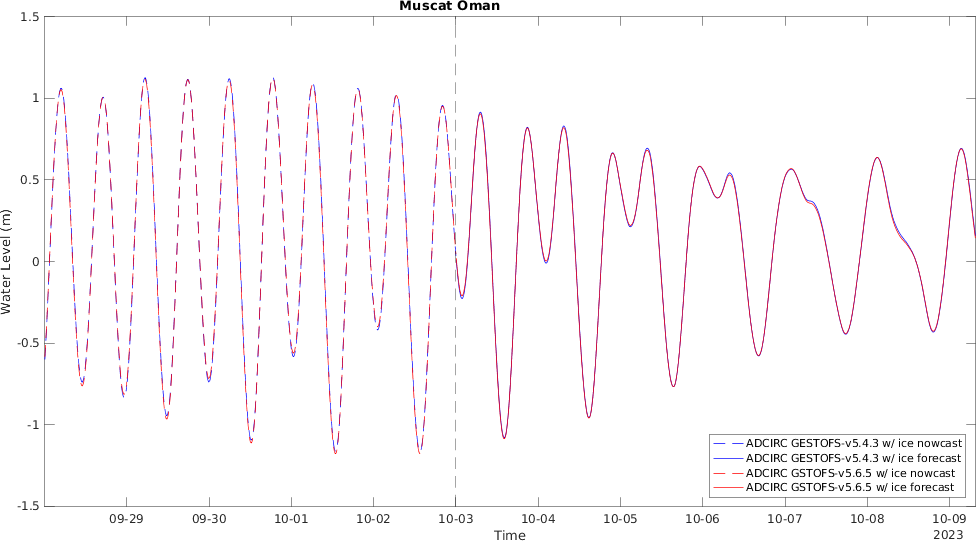 Muscat Oman
1.5
1
0.5
0
-0.5
-1
-1.5
Water Level (m)
09-29 09-30 10-01 10-02 10-03 10-04 10-05 10-06 10-07 10-08 10-09
2023
Time
ADCIRC GESTOFS-v5.4.3 w/ ice nowcast
ADCIRC GESTOFS-v5.4.3 w/ ice forecast
ADCIRC GSTOFS-v5.6.5 w/ ice nowcast
ADCIRC GSTOFS-v5.6.5 w/ ice forecast